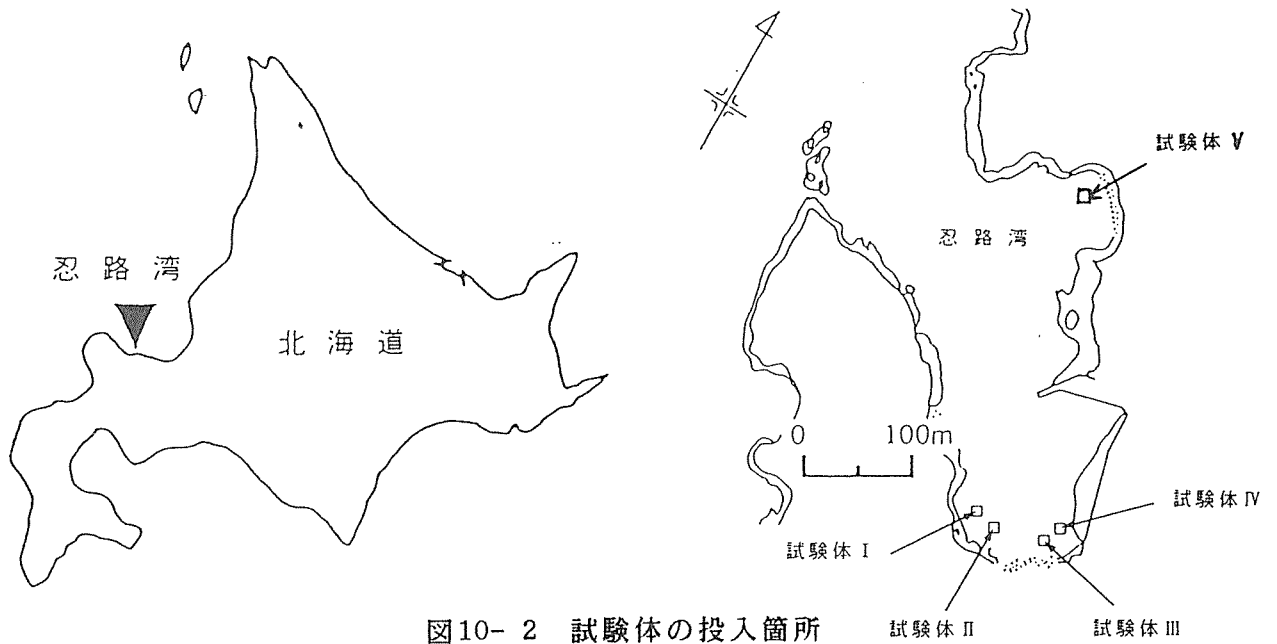 忍路湾
北海道
試験体 V
忍路湾
0 100m
試験体 IV
試験体 I
試験体 II
試験体 III
図10- 2 試験体の投入箇所